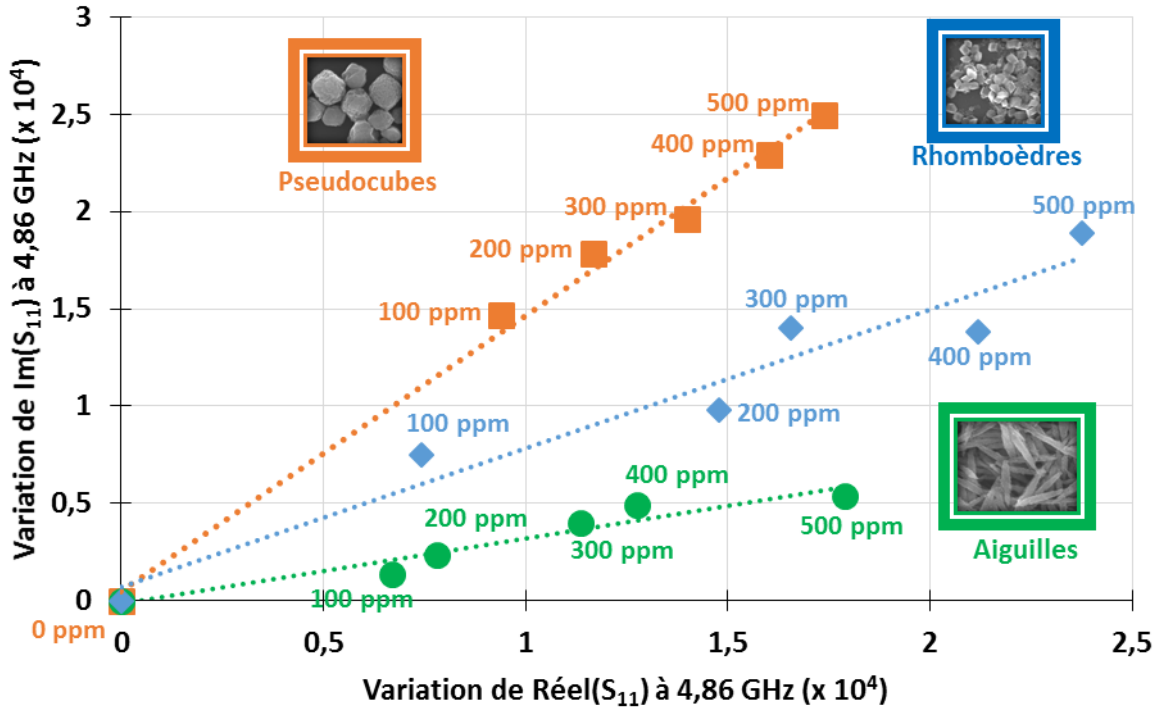 Variation de Im(S₁₁) à 4,86 GHz (x 10⁴)
3
2,5
2
1,5
1
0,5
0
Pseudocubes
Rhomboèdres
Aiguilles
500 ppm
400 ppm
300 ppm
200 ppm
100 ppm
500 ppm
300 ppm
400 ppm
200 ppm
100 ppm
400 ppm
200 ppm
500 ppm
300 ppm
100 ppm
0 ppm
0
0,5
1
1,5
2
2,5
Variation de Réel(S₁₁) à 4,86 GHz (x 10⁴)